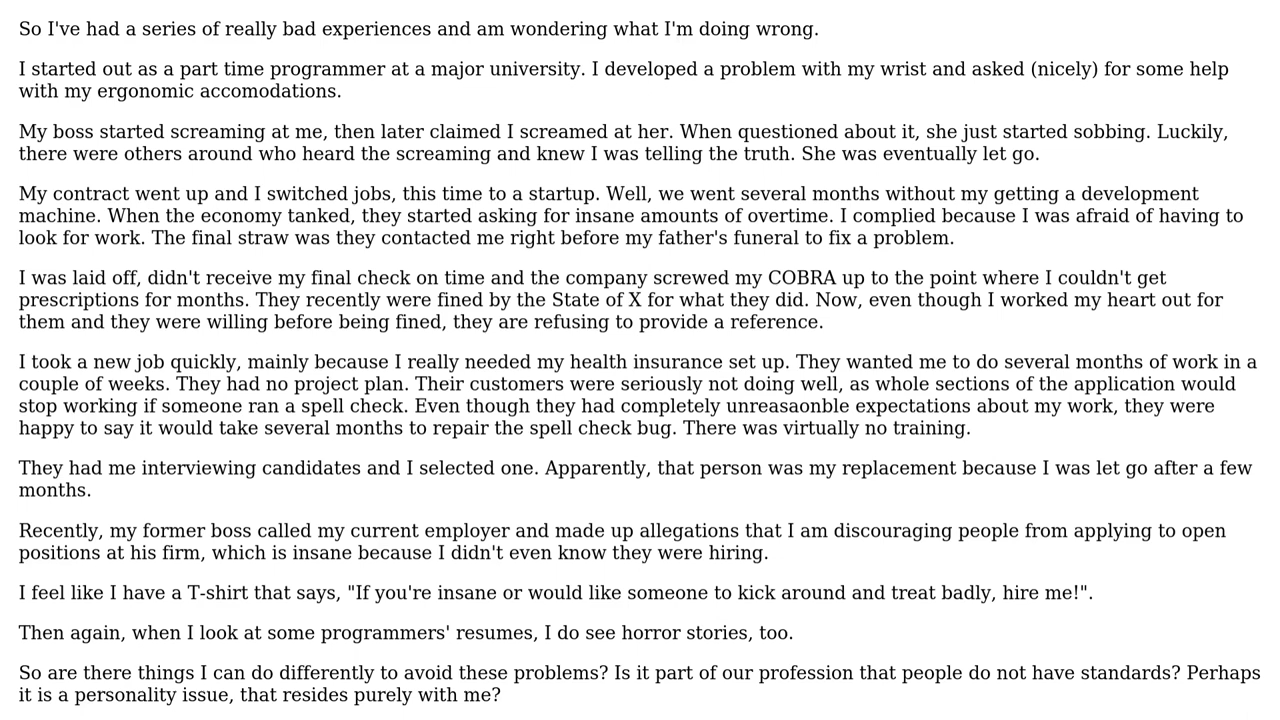 So I've had a series of really bad experiences and am wondering what I'm doing wrong.
I started out as a part time programmer at a major university. I developed a problem with my wrist and asked (nicely) for some help
with my ergonomic accomodations.
My boss started screaming at me, then later claimed I screamed at her. When questioned about it, she just started sobbing. Luckily,
there were others around who heard the screaming and knew I was telling the truth. She was eventually let go.
My contract went up and I switched jobs, this time to a startup. Well, we went several months without my getting a development
machine. When the economy tanked, they started asking for insane amounts of overtime. I complied because I was afraid of having to
look for work. The final straw was they contacted me right before my father's funeral to fix a problem.
I was laid off, didn't receive my final check on time and the company screwed my COBRA up to the point where I couldn't get
prescriptions for months. They recently were fined by the State of X for what they did. Now, even though I worked my heart out for
them and they were willing before being fined, they are refusing to provide a reference.
I took a new job quickly, mainly because I really needed my health insurance set up. They wanted me to do several months of work in a
couple of weeks. They had no project plan. Their customers were seriously not doing well, as whole sections of the application would
stop working if someone ran a spell check. Even though they had completely unreasaonble expectations about my work, they were
happy to say it would take several months to repair the spell check bug. There was virtually no training.
They had me interviewing candidates and I selected one. Apparently, that person was my replacement because I was let go after a few
months.
Recently, my former boss called my current employer and made up allegations that I am discouraging people from applying to open
positions at his firm, which is insane because I didn't even know they were hiring.
I feel like I have a T-shirt that says, "If you're insane or would like someone to kick around and treat badly, hire me!".
Then again, when I look at some programmers' resumes, I do see horror stories, too.
So are there things I can do differently to avoid these problems? Is it part of our profession that people do not have standards? Perhaps
it is a personality issue, that resides purely with me?